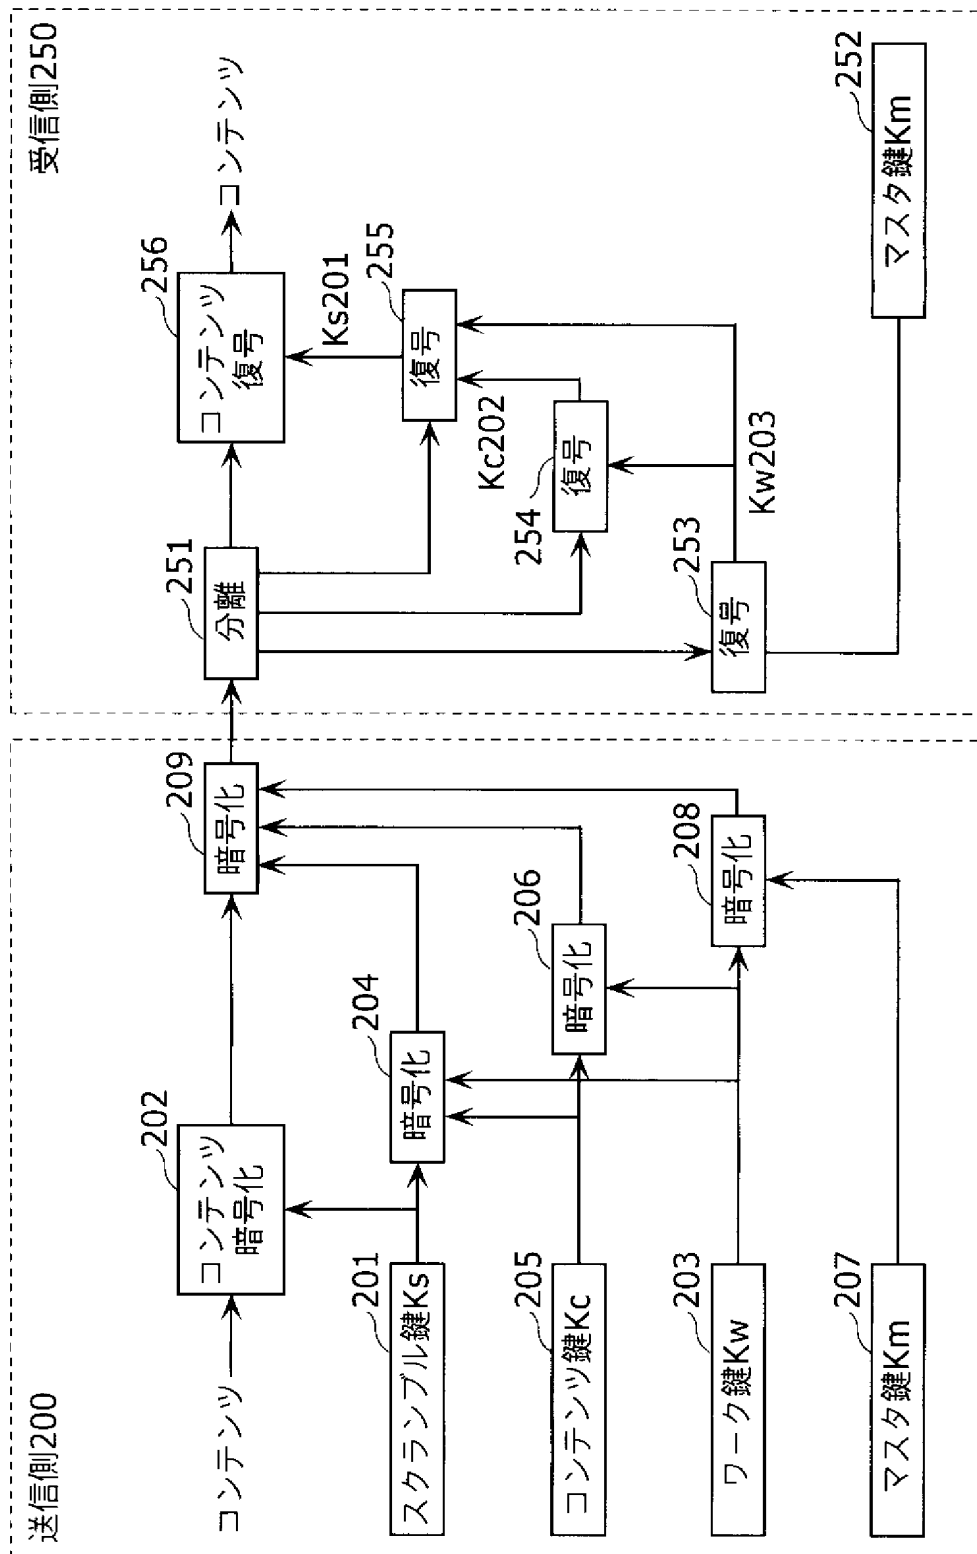 送信側200
コンテンツ
コンテンツ
暗号化
202
暗号化
209
スクランブル鍵Ks
201
暗号化
204
コンテンツ鍵Kc
205
暗号化
206
ワーク鍵Kw
203
暗号化
208
マスタ鍵Km
207
受信側250
分離
251
コンテンツ
復号
256
コンテンツ
Ks201
復号
255
Kc202
復号
254
Kw203
復号
253
マスタ鍵Km
252